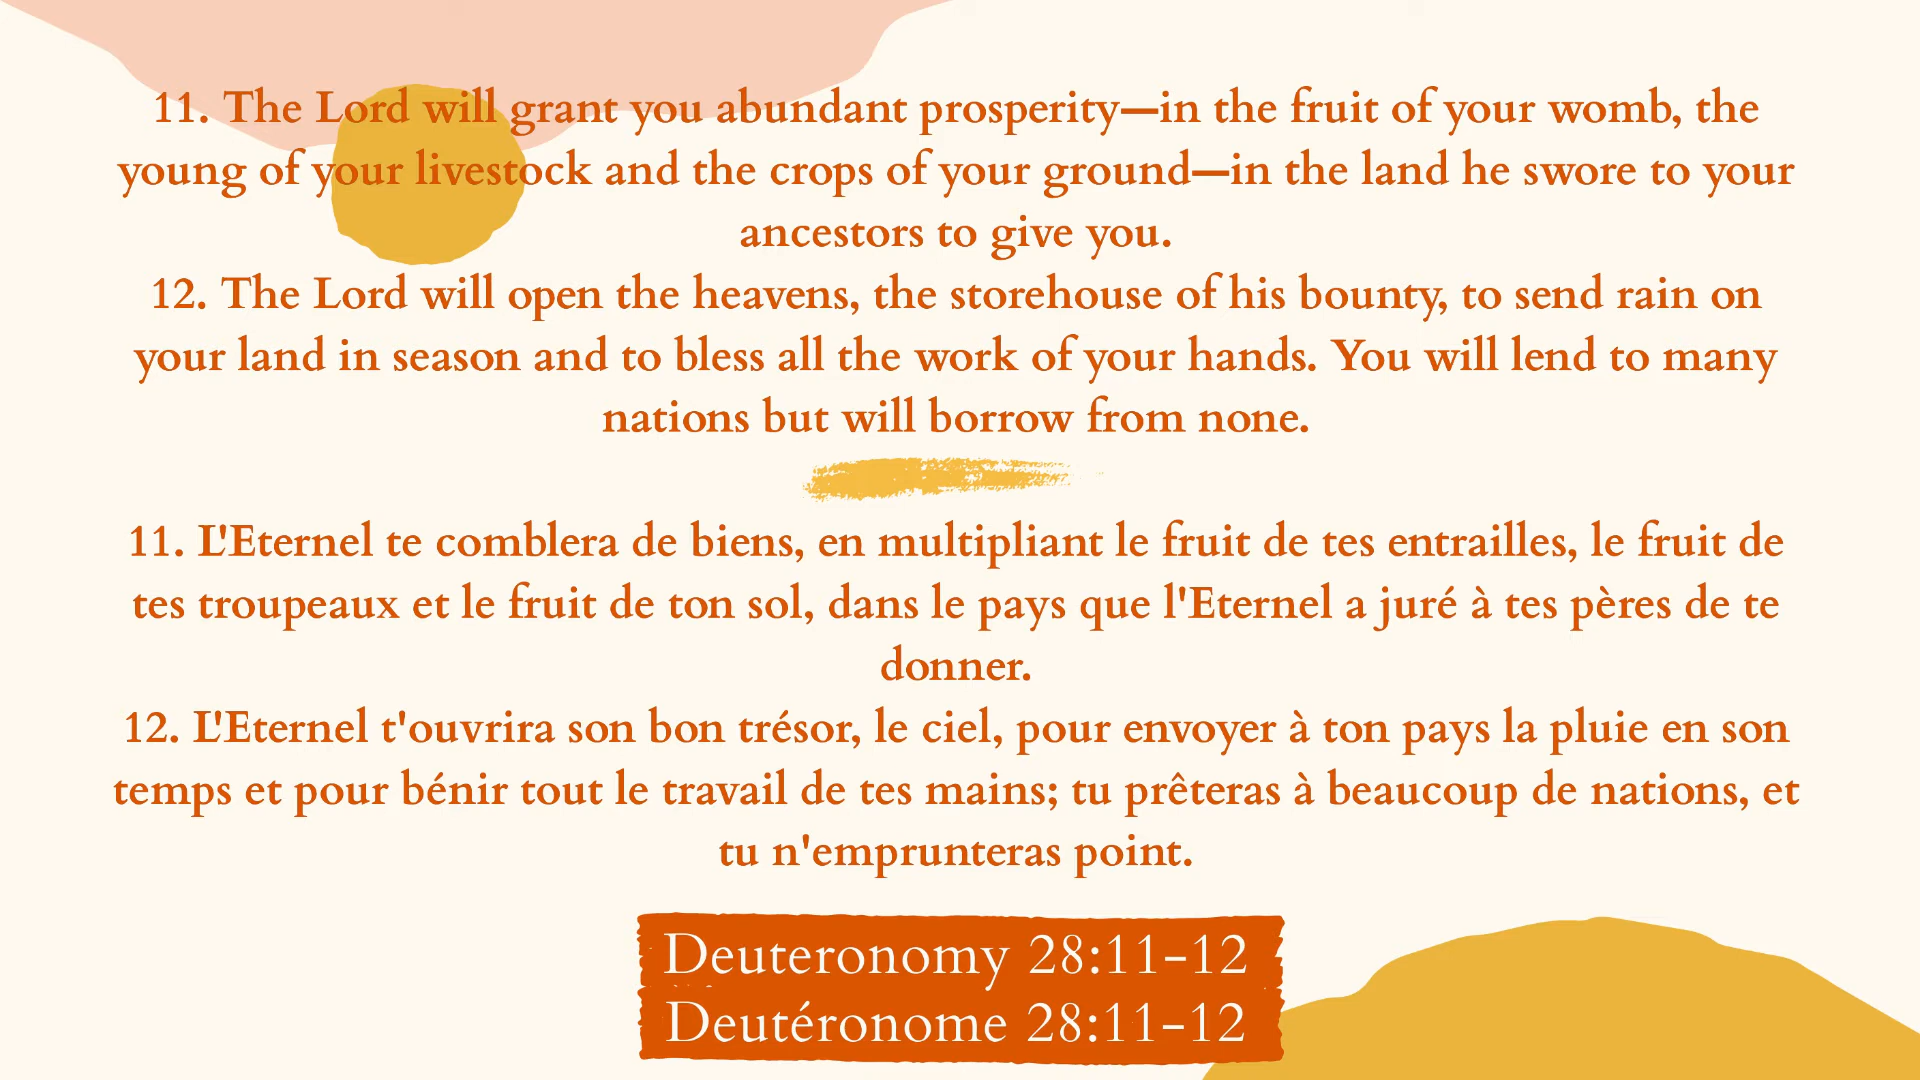 11. The Lord will grant you abundant prosperity—in the fruit of your womb, the
young of your livestock and the crops of your ground—in the land he swore to your
ancestors to give you.
12. The Lord will open the heavens, the storehouse of his bounty, to send rain on
your land in season and to bless all the work of your hands. You will lend to many
nations but will borrow from none.
11. L'Eternel te comblera de biens, en multipliant le fruit de tes entrailles, le fruit de
tes troupeaux et le fruit de ton sol, dans le pays que l'Eternel a juré à tes pères de te
donner.
12. L'Eternel t'ouvrira son bon trésor, le ciel, pour envoyer à ton pays la pluie en son
temps et pour bénir tout le travail de tes mains; tu prêteras à beaucoup de nations, et
tu n'emprunteras point.
Deuteronomy 28:11-12
Deutéronome 28:11-12